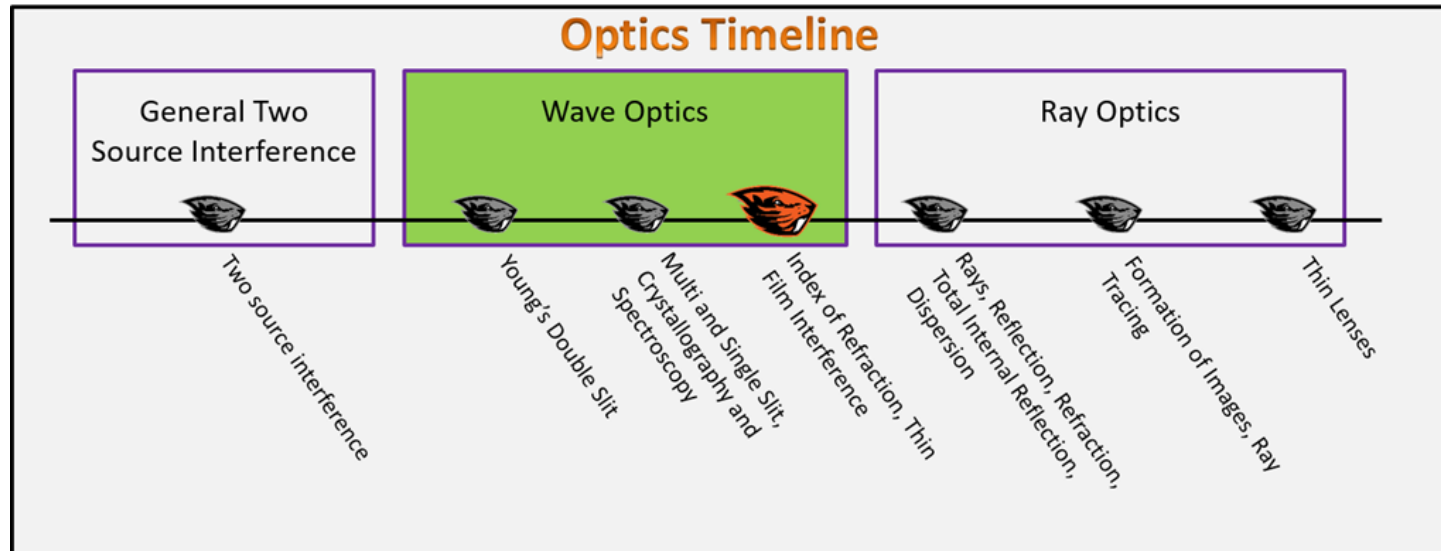 Optics Timeline
General Two
Source Interference
Wave Optics
Ray Optics
Two source interference
Young's Double Slit
Multi and Single Slit,
Crystallography and
Spectroscopy
Index of Refraction, Thin
Film Interference
Rays, Reflection, Refraction,
Total Internal Reflection,
Dispersion
Formation of Images, Ray
Tracing
Thin Lenses